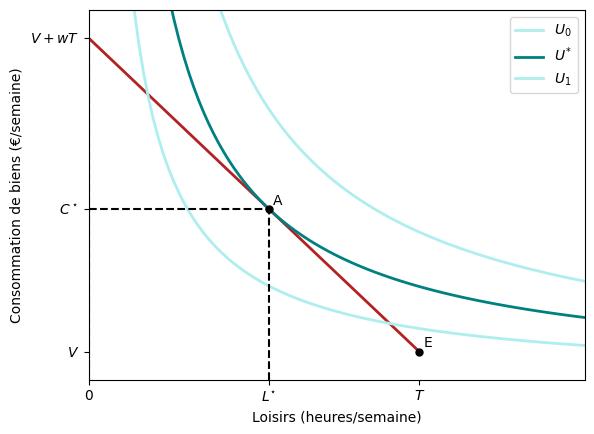 V + wT
U₀
U*
U₁
Consommation de biens (€/semaine)
C*
A
V
E
0
L*
T
Loisirs (heures/semaine)